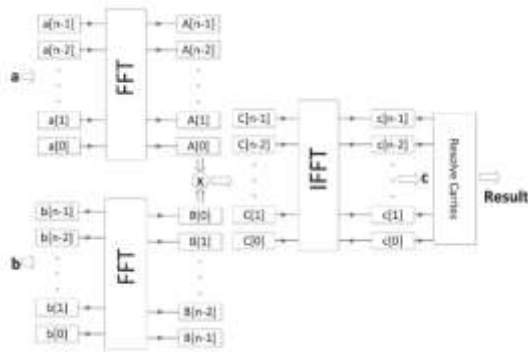 a[n-1]
A[n-1]
a[n-2]
A[n-2]
a
FFT
a[1]
A[1]
a[0]
A[0]
x
C[n-1]
C[n-2]
C[1]
C[0]
IFFT
c[n-1]
c[n-2]
c
c[1]
c[0]
Resolve Carries
Result
b[n-1]
B[0]
b[n-2]
B[1]
b
FFT
b[1]
B[n-2]
b[0]
B[n-1]